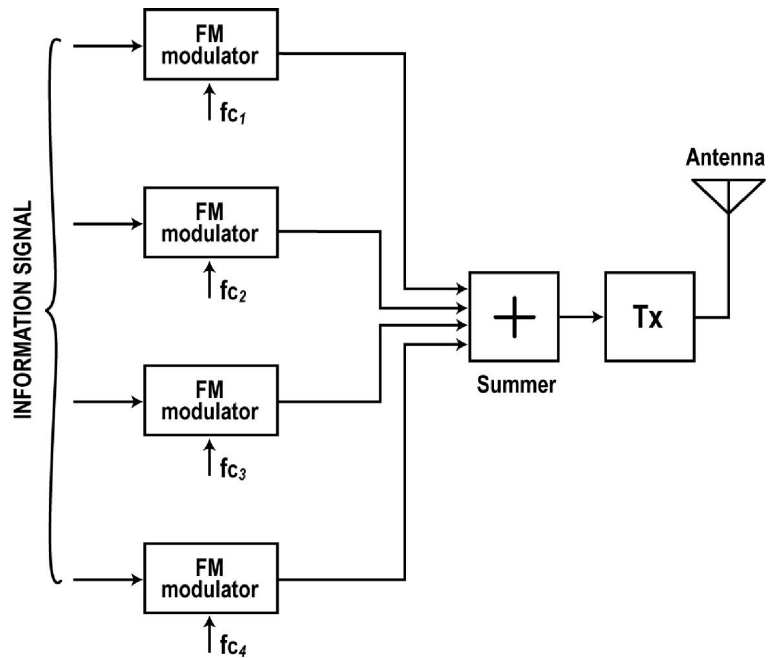 FM
modulator
fc1
FM
modulator
fc2
INFORMATION SIGNAL
FM
modulator
fc3
FM
modulator
fc4
+
Summer
Tx
Antenna